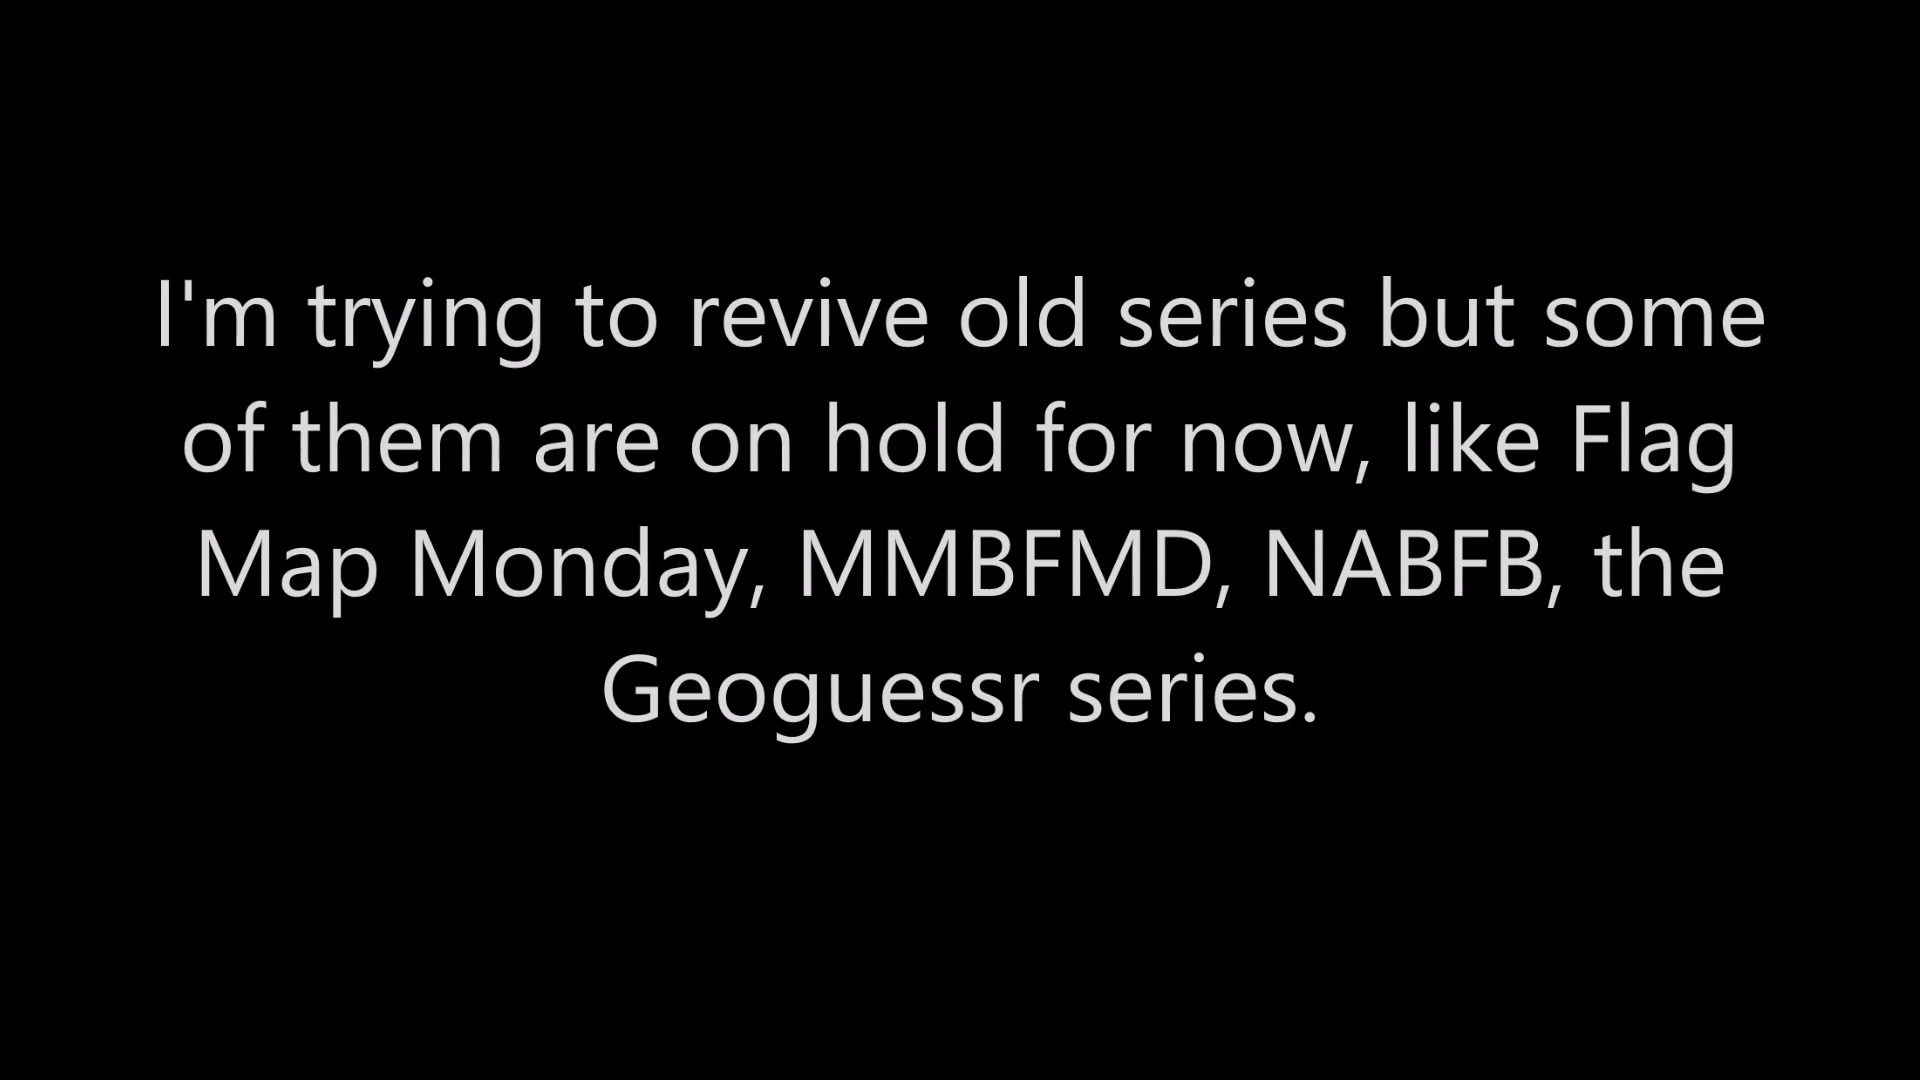 I'm trying to revive old series but some
of them are on hold for now, like Flag
Map Monday, MMBFMD, NABFB, the
Geoguessr series.